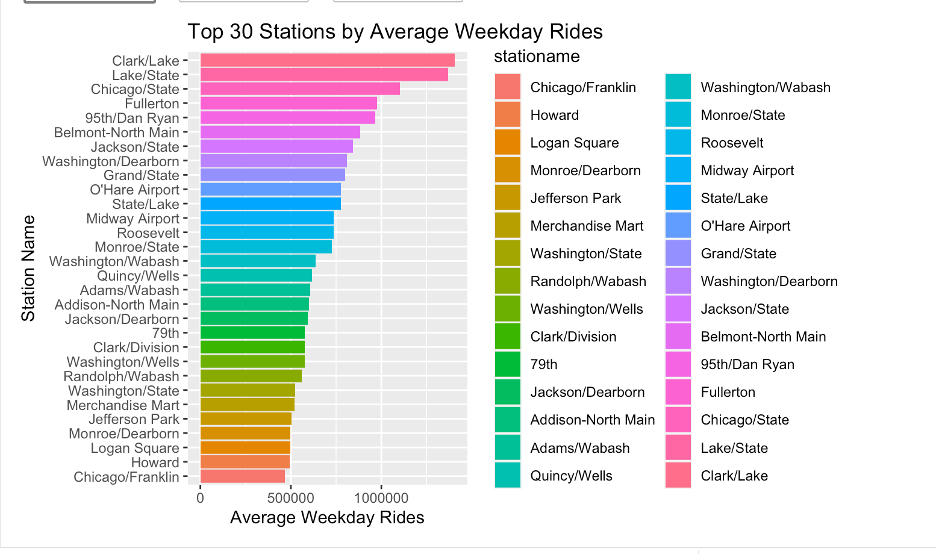 Top 30 Stations by Average Weekday Rides
Station Name
Clark/Lake
Lake/State
Chicago/State
Fullerton
95th/Dan Ryan
Belmont-North Main
Jackson/State
Washington/Dearborn
Grand/State
O'Hare Airport
State/Lake
Midway Airport
Roosevelt
Monroe/State
Washington/Wabash
Quincy/Wells
Adams/Wabash
Addison-North Main
Jackson/Dearborn
79th
Clark/Division
Washington/Wells
Randolph/Wabash
Washington/State
Merchandise Mart
Jefferson Park
Monroe/Dearborn
Logan Square
Howard
Chicago/Franklin
0 500000 1000000
Average Weekday Rides
stationame
Chicago/Franklin
Howard
Logan Square
Monroe/Dearborn
Jefferson Park
Merchandise Mart
Washington/State
Randolph/Wabash
Washington/Wells
Clark/Division
79th
Jackson/Dearborn
Addison-North Main
Adams/Wabash
Quincy/Wells
Washington/Wabash
Monroe/State
Roosevelt
Midway Airport
State/Lake
O'Hare Airport
Grand/State
Washington/Dearborn
Jackson/State
Belmont-North Main
95th/Dan Ryan
Fullerton
Chicago/State
Lake/State
Clark/Lake